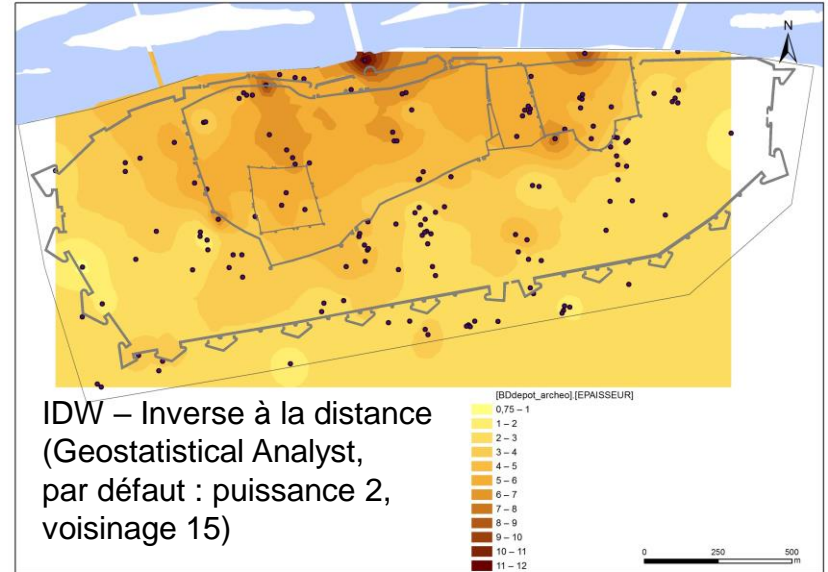 N
IDW – Inverse à la distance
(Geostatistical Analyst,
par défaut : puissance 2,
voisinage 15)
[BDdepot_archeo].[EPAISSEUR]
0,75 – 1
1 – 2
2 – 3
3 – 4
4 – 5
5 – 6
6 – 7
7 – 8
8 – 9
9 – 10
10 – 11
11 – 12
0 250 500
m